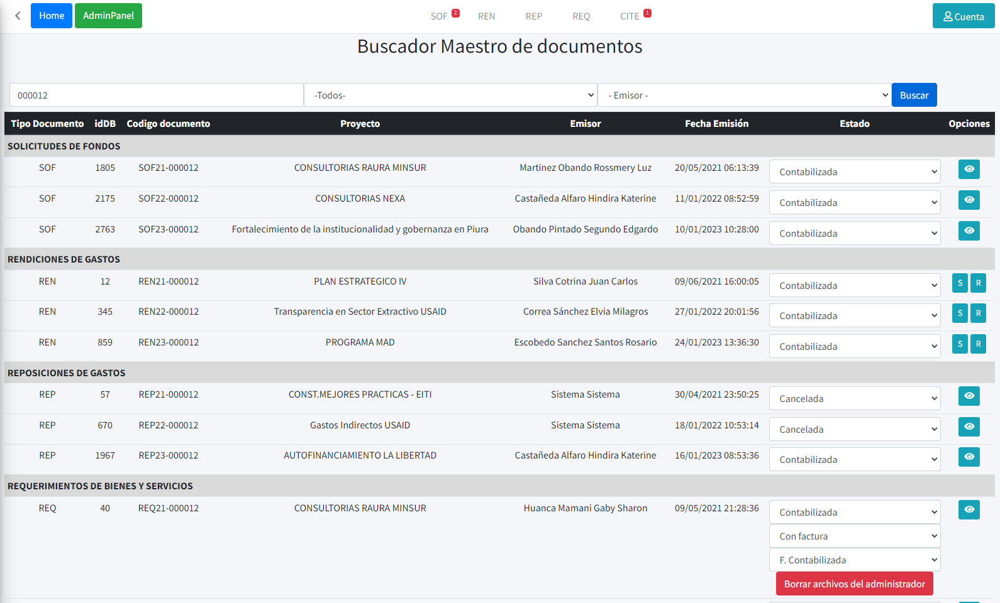 Home AdminPanel SOF 2 REN REP REQ CITE 1 Cuenta
Buscador Maestro de documentos
000012 -Todos- - Emisor - Buscar
Tipo Documento idDB Codigo documento Proyecto Emisor Fecha Emisión Estado Opciones
SOLICITUDES DE FONDOS
SOF 1805 SOF21-000012 CONSULTORIAS RAURA MINSUR Martinez Obando Rossmery Luz 20/05/2021 06:13:39 Contabilizada
SOF 2175 SOF22-000012 CONSULTORIAS NEXA Castañeda Alfaro Hindira Katerine 11/01/2022 08:52:59 Contabilizada
SOF 2763 SOF23-000012 Fortalecimiento de la institucionalidad y gobernanza en Piura Obando Pintado Segundo Edgardo 10/01/2023 10:28:00 Contabilizada
RENDICIONES DE GASTOS
REN 12 REN21-000012 PLAN ESTRATEGICO IV Silva Cotrina Juan Carlos 09/06/2021 16:00:05 Contabilizada S R
REN 345 REN22-000012 Transparencia en Sector Extractivo USAID Correa Sánchez Elvia Milagros 27/01/2022 20:01:56 Contabilizada S R
REN 859 REN23-000012 PROGRAMA MAD Escobedo Sanchez Santos Rosario 24/01/2023 13:36:30 Contabilizada S R
REPOSICIONES DE GASTOS
REP 57 REP21-000012 CONST.MEJORES PRACTICAS - EITI Sistema Sistema 30/04/2021 23:50:25 Cancelada
REP 670 REP22-000012 Gastos Indirectos USAID Sistema Sistema 18/01/2022 10:53:14 Cancelada
REP 1967 REP23-000012 AUTOFINANCIAMIENTO LA LIBERTAD Castañeda Alfaro Hindira Katerine 16/01/2023 08:53:36 Contabilizada
REQUERIMIENTOS DE BIENES Y SERVICIOS
REQ 40 REQ21-000012 CONSULTORIAS RAURA MINSUR Huanca Mamani Gaby Sharon 09/05/2021 21:28:36 Contabilizada
Con factura
F. Contabilizada
Borrar archivos del administrador